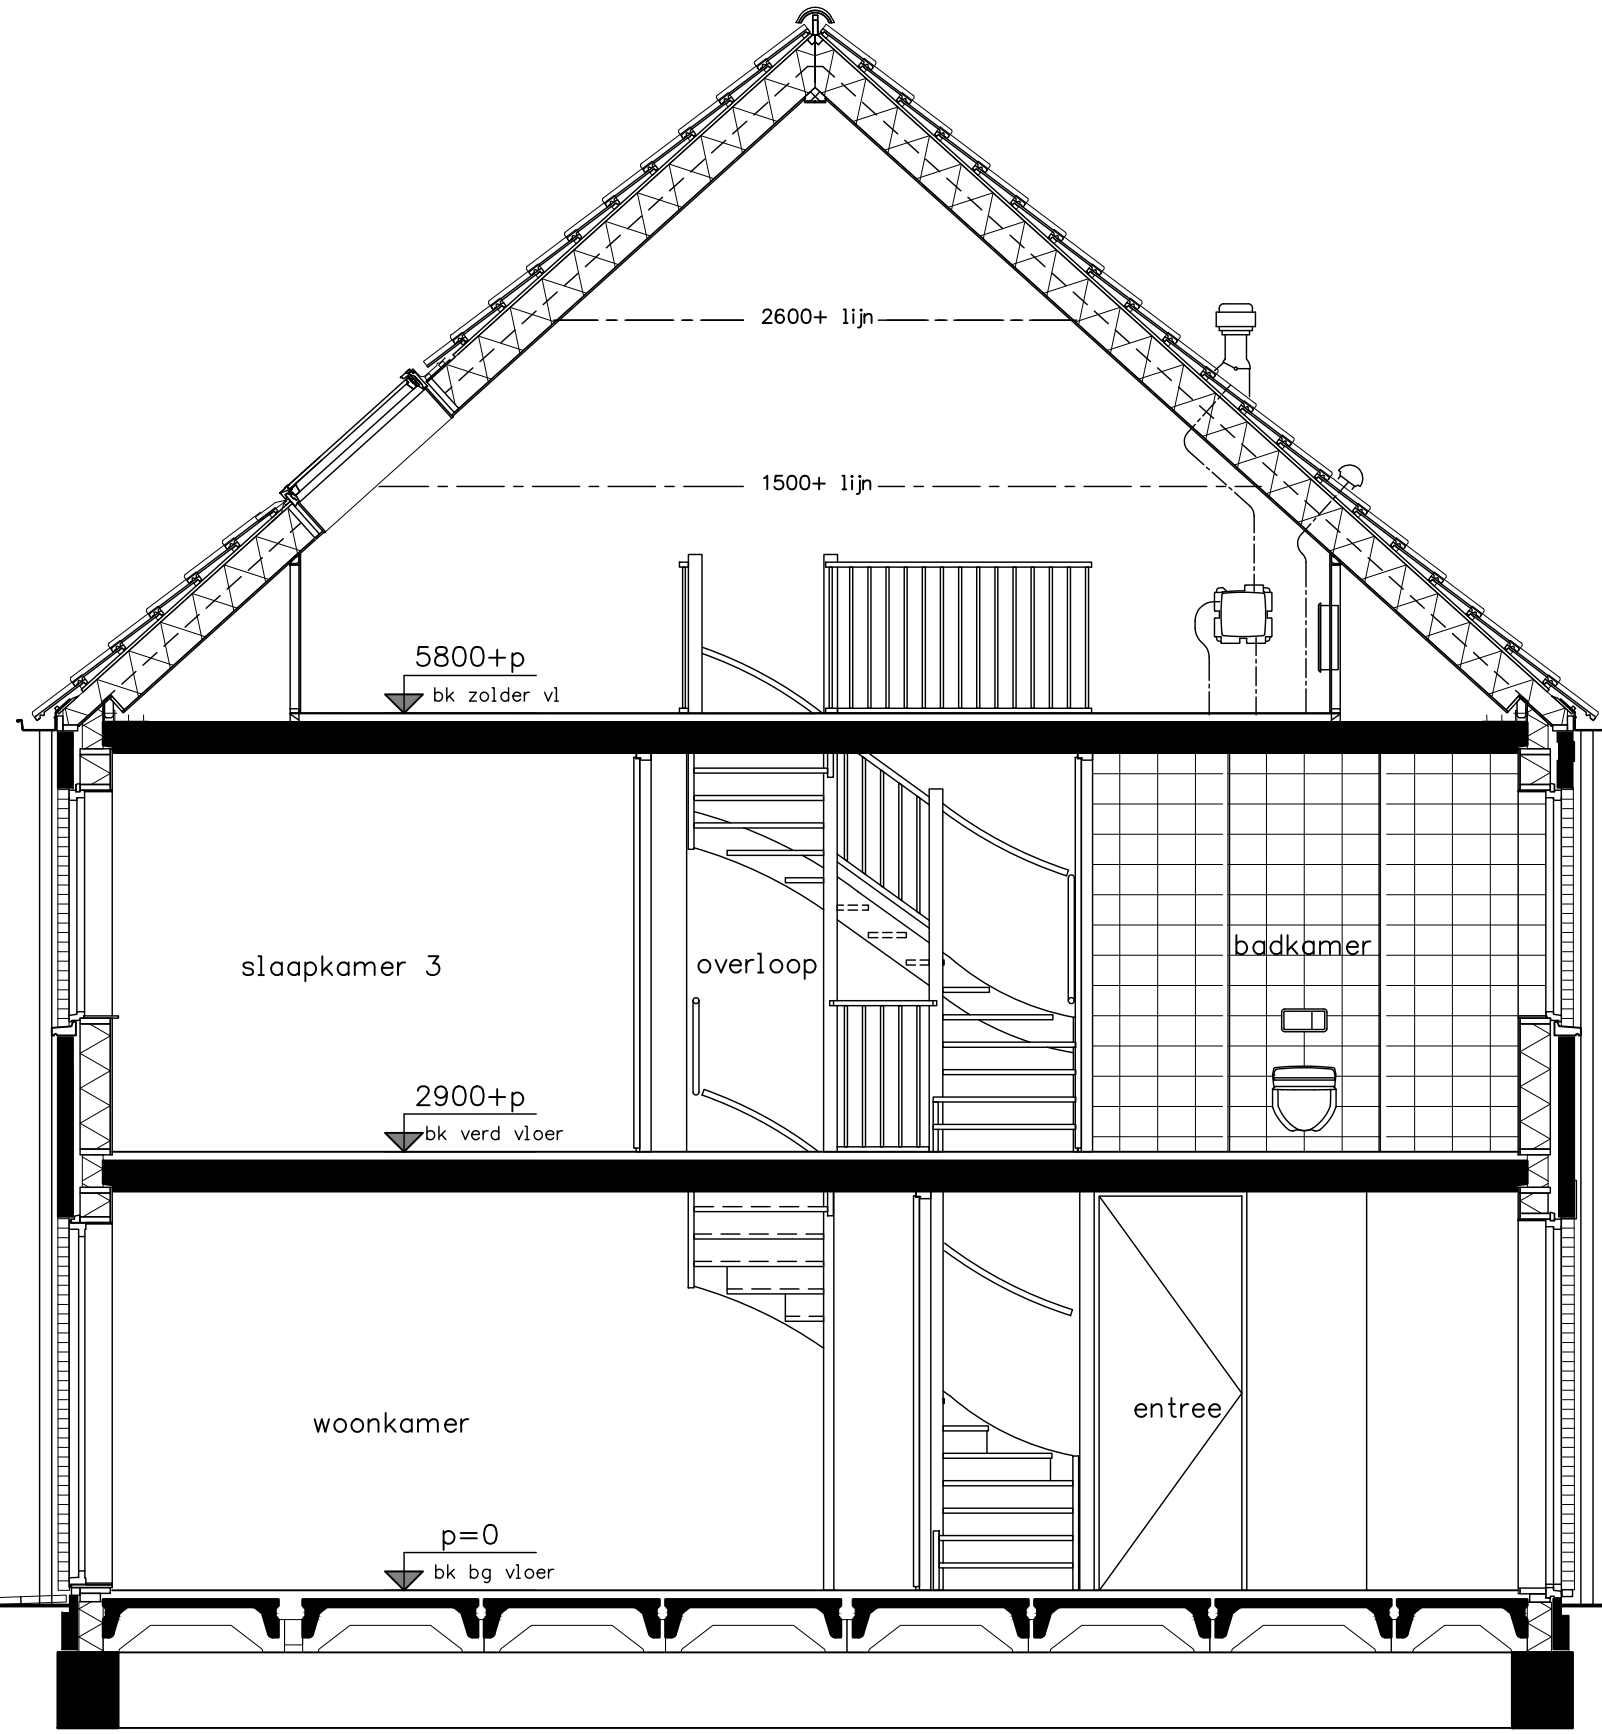 2600+ lijn
1500+ lijn
5800+p
bk zolder vl
slaapkamer 3
overloop
badkamer
2900+p
bk verd vloer
woonkamer
entree
p=0
bk bg vloer